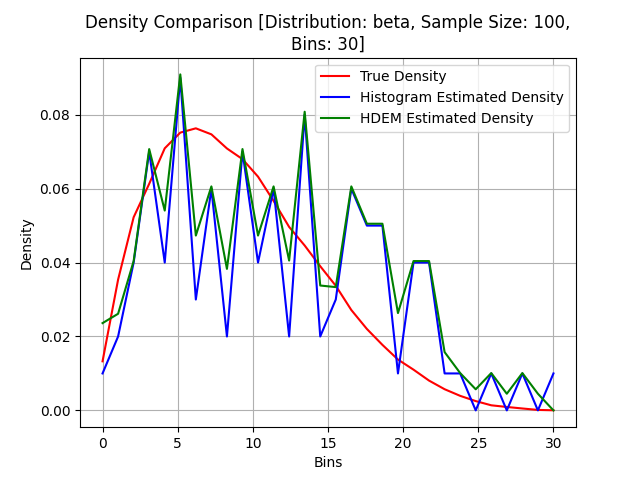 Density Comparison [Distribution: beta, Sample Size: 100,
Bins: 30]
True Density
Histogram Estimated Density
HDEM Estimated Density
Density
0.08
0.06
0.04
0.02
0.00
0 5 10 15 20 25 30
Bins